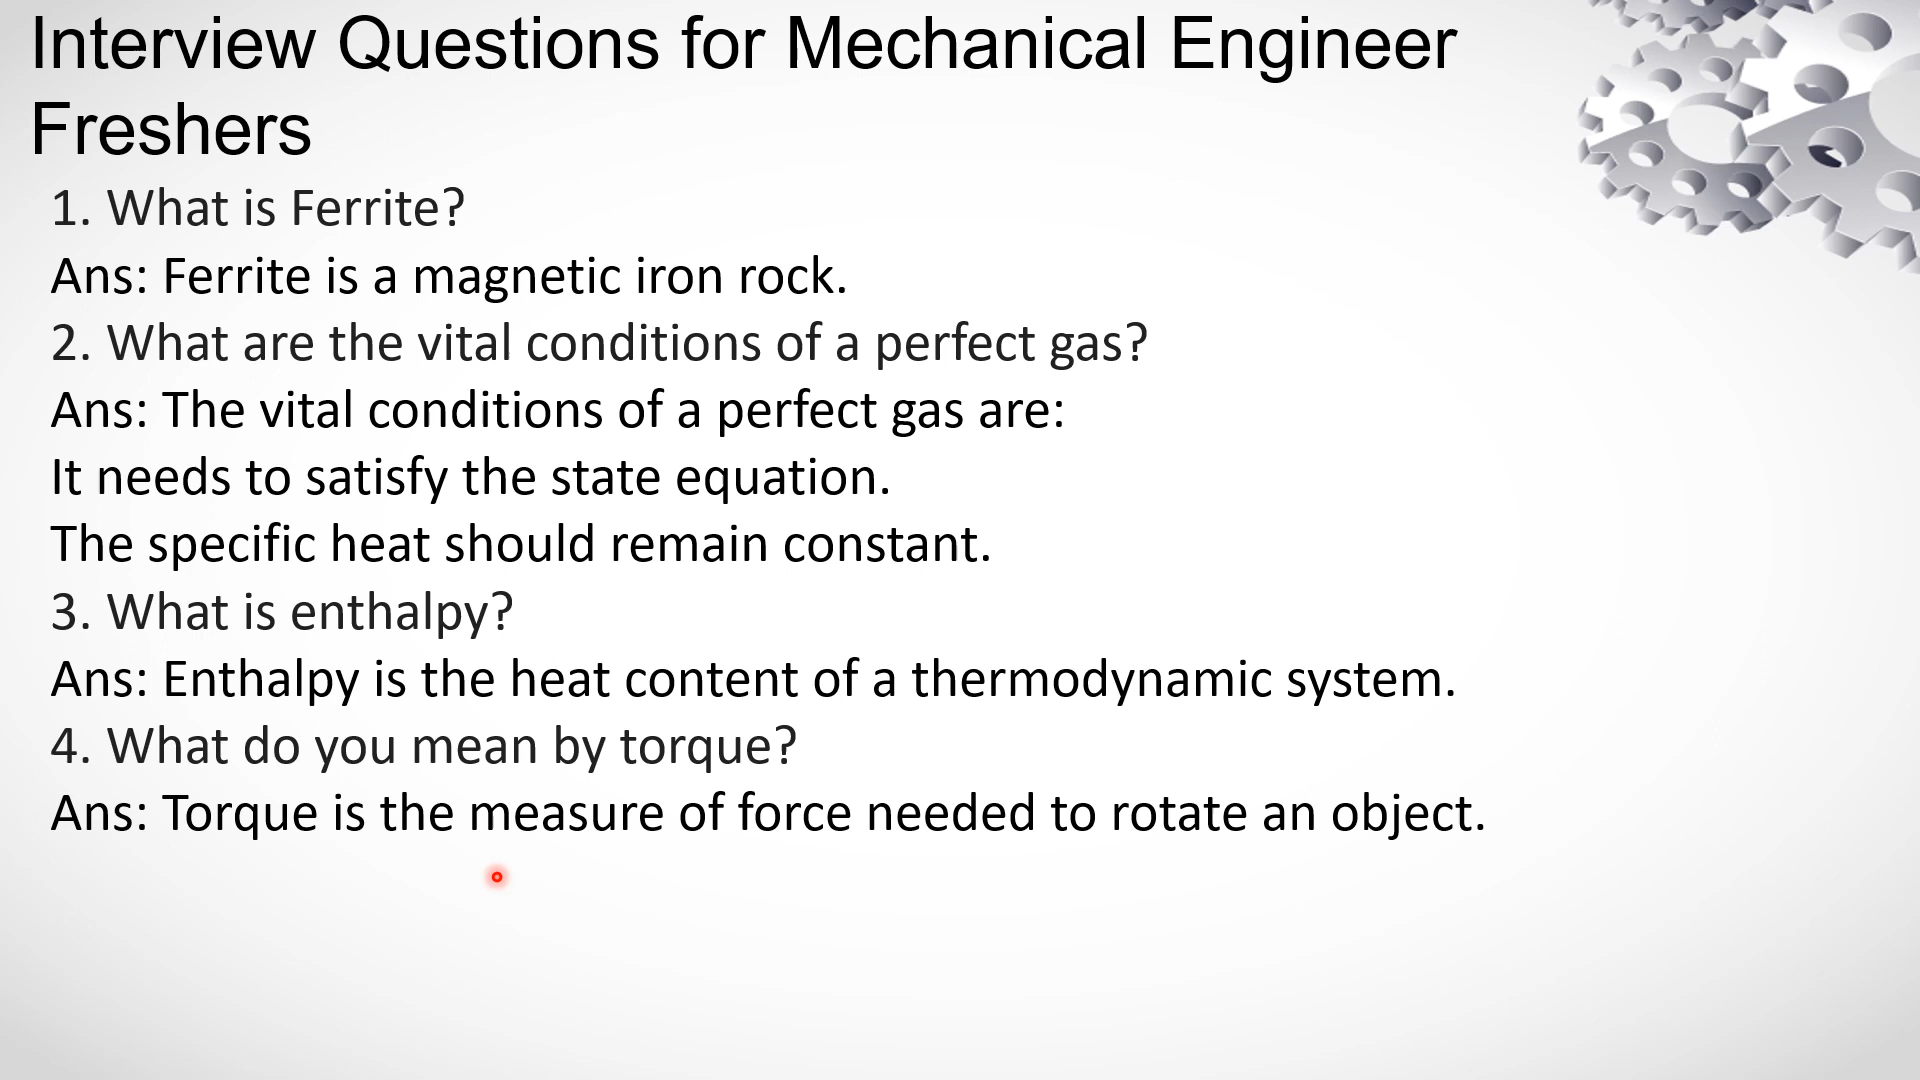 Interview Questions for Mechanical Engineer
Freshers
1. What is Ferrite?
Ans: Ferrite is a magnetic iron rock.
2. What are the vital conditions of a perfect gas?
Ans: The vital conditions of a perfect gas are:
It needs to satisfy the state equation.
The specific heat should remain constant.
3. What is enthalpy?
Ans: Enthalpy is the heat content of a thermodynamic system.
4. What do you mean by torque?
Ans: Torque is the measure of force needed to rotate an object.